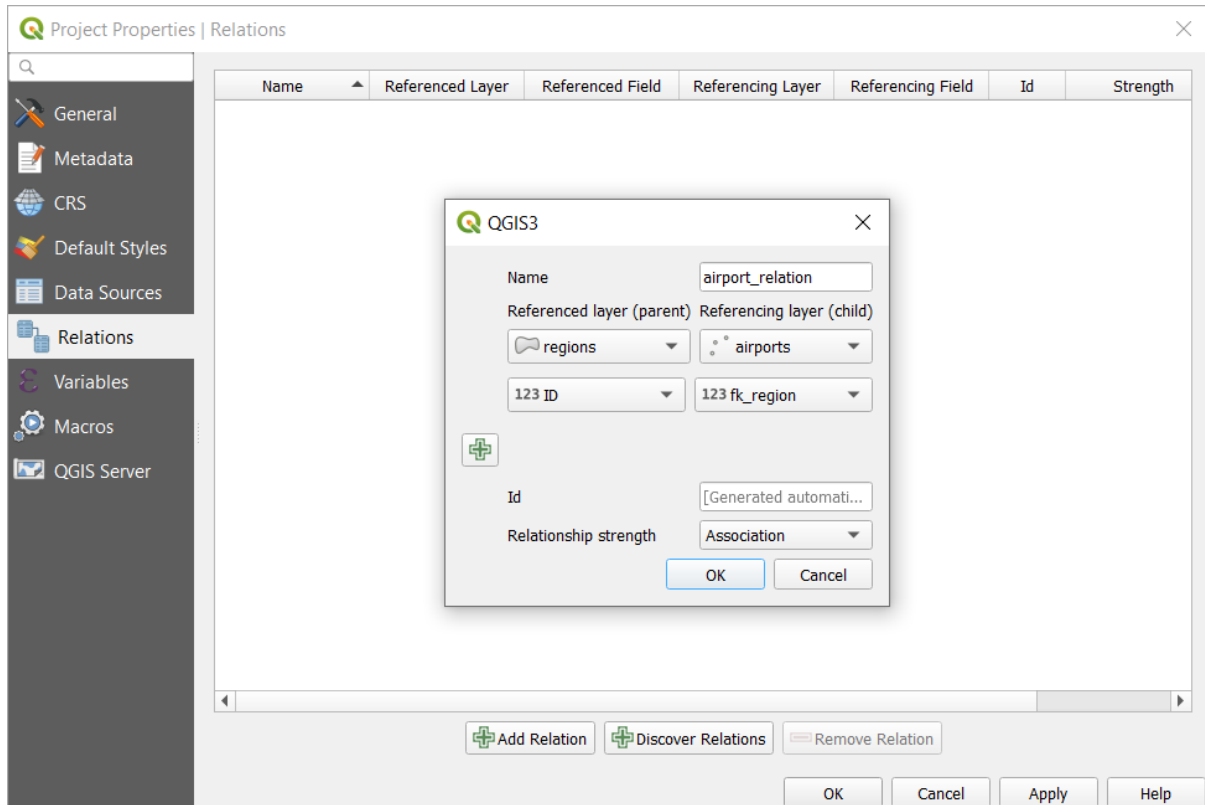 Project Properties | Relations
Name Referenced Layer Referenced Field Referencing Layer Referencing Field Id Strength
General
Metadata
CRS
Default Styles
Data Sources
Relations
Variables
Macros
QGIS Server
QGIS3
Name airport_relation
Referenced layer (parent) Referencing layer (child)
regions airports
123 ID 123 fk_region
Id [Generated automati...
Relationship strength Association
OK Cancel
Add Relation Discover Relations Remove Relation
OK Cancel Apply Help